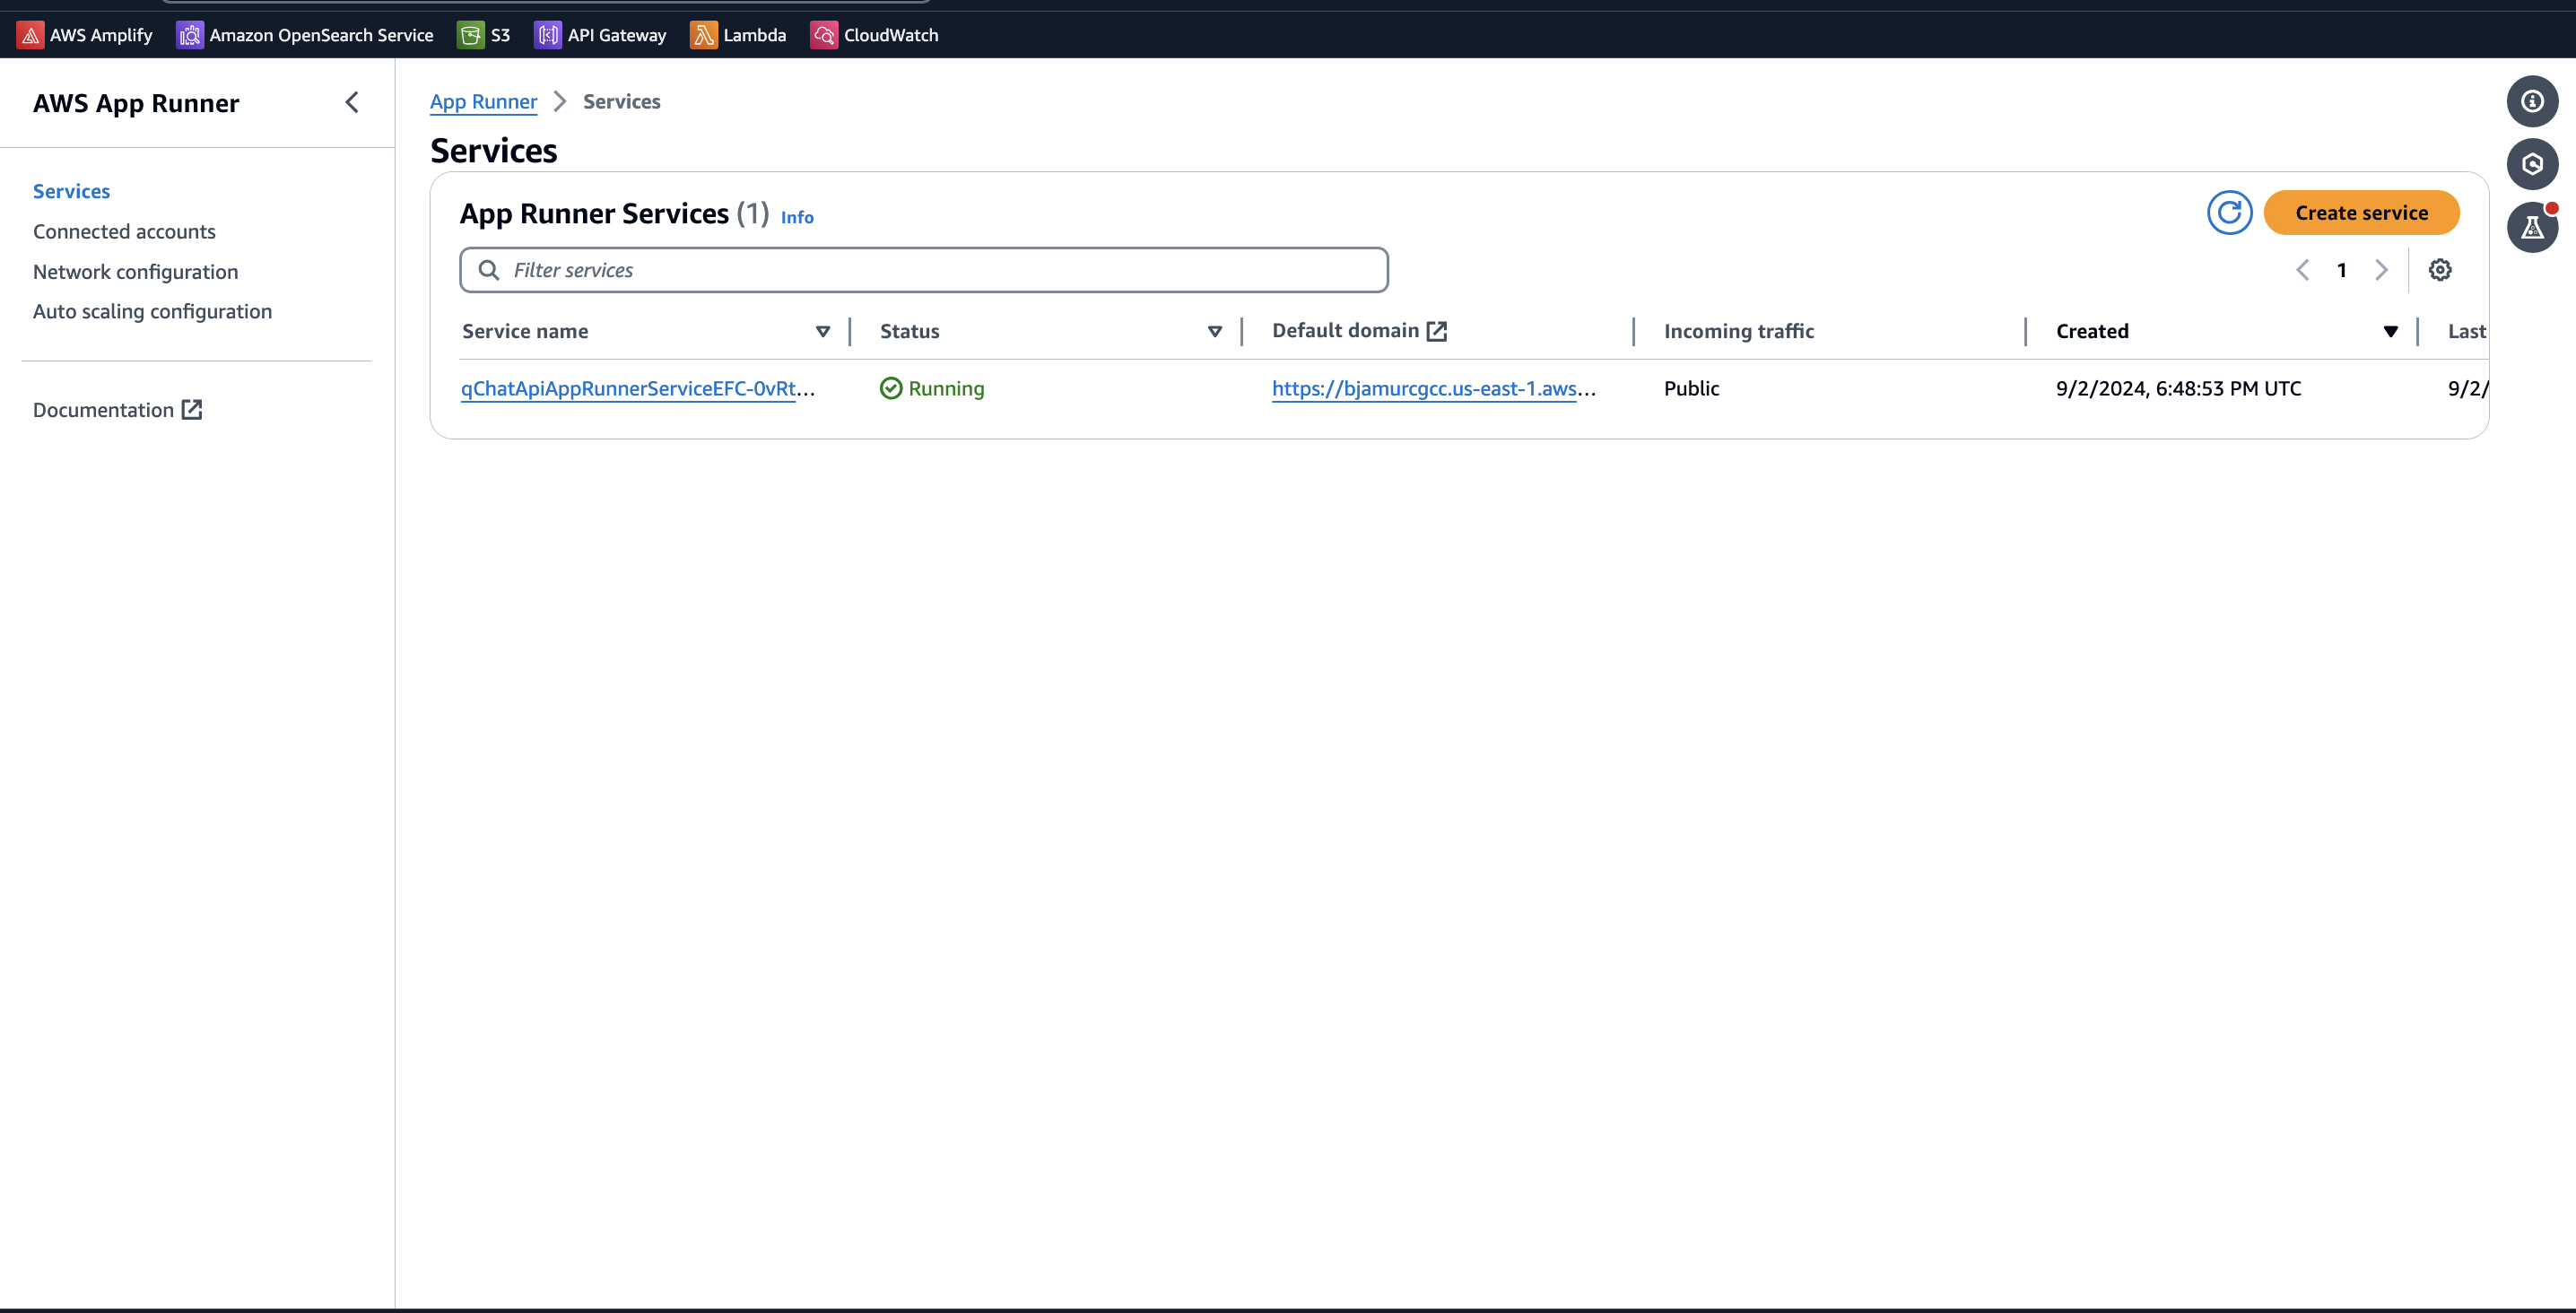 AWS Amplify Amazon OpenSearch Service S3 API Gateway Lambda CloudWatch
AWS App Runner
Services
Connected accounts
Network configuration
Auto scaling configuration
Documentation
App Runner Services
Services
App Runner Services (1) Info
Create service
Filter services
1
Service name Status Default domain Incoming traffic Created Last
qChatApiAppRunnerServiceEFC-0vRt... Running https://bjamurcgcc.us-east-1.aws... Public 9/2/2024, 6:48:53 PM UTC 9/2/